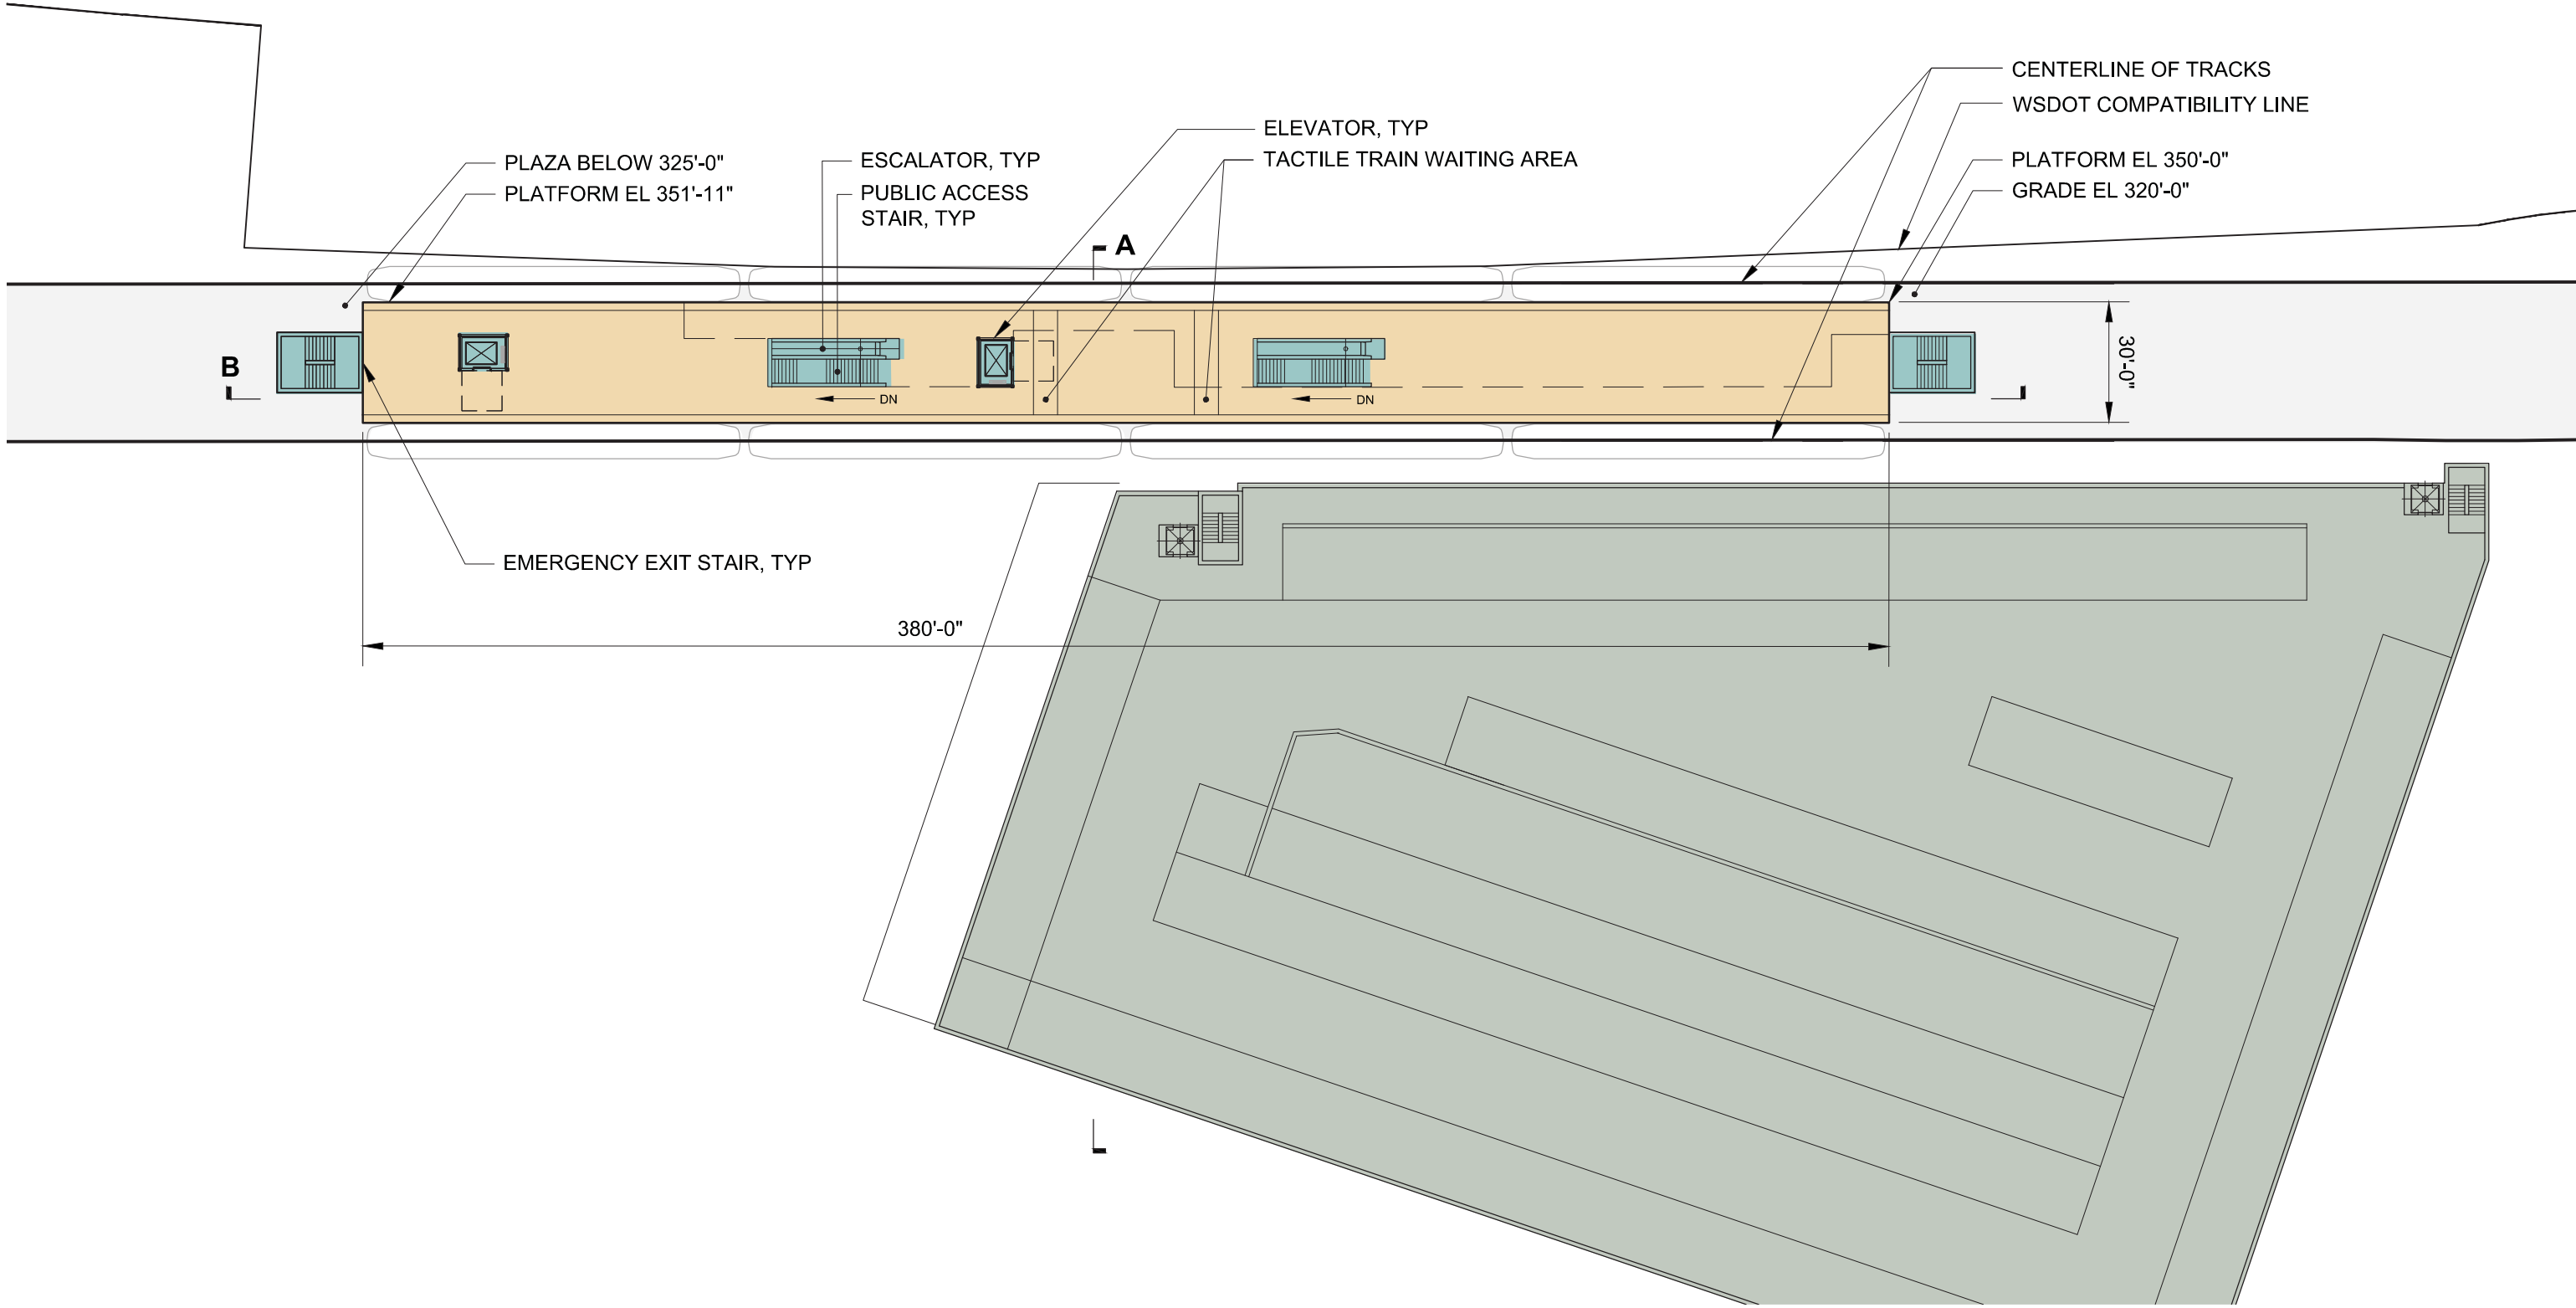 CENTERLINE OF TRACKS
WSDOT COMPATIBILITY LINE
ELEVATOR, TYP
TACTILE TRAIN WAITING AREA
PLAZA BELOW 325'-0"
PLATFORM EL 351'-11"
ESCALATOR, TYP
PUBLIC ACCESS
STAIR, TYP
PLATFORM EL 350'-0"
GRADE EL 320'-0"
A
B
DN
DN
30'-0"
EMERGENCY EXIT STAIR, TYP
380'-0"